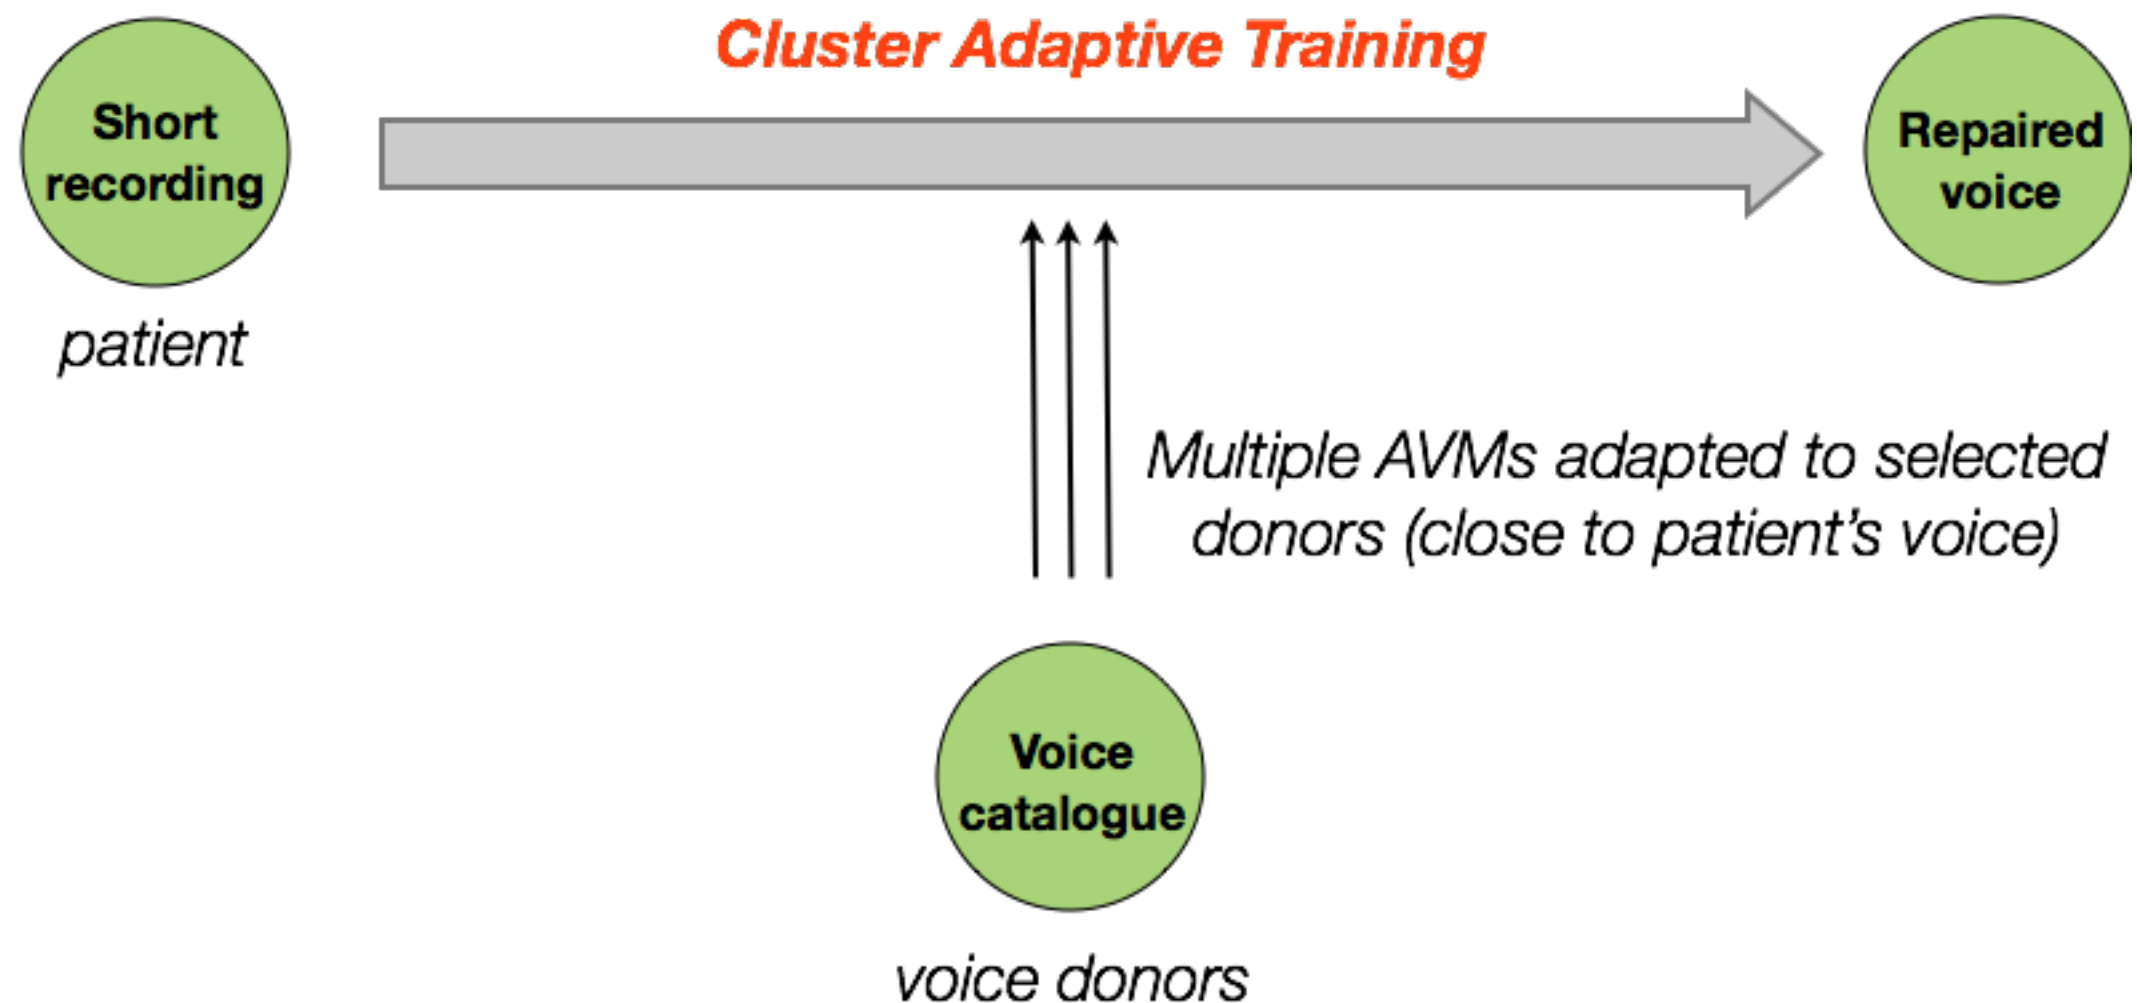 Cluster Adaptive Training
Short
recording
patient
Repaired
voice
Multiple AVMs adapted to selected
donors (close to patient’s voice)
Voice
catalogue
voice donors